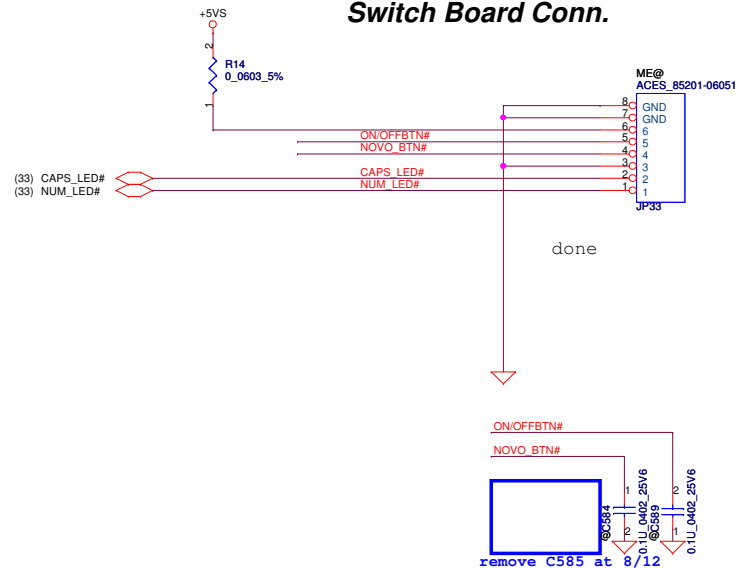 Switch Board Conn.
+5VS
2
R14
0_0603_5%
1
ME@
ACES_85201-06051
8
GND
7
GND
6
6
ON/OFFBTN#
5
5
NOVO_BTN#
4
4
3
3
(33) CAPS_LED#
CAPS_LED#
2
2
(33) NUM_LED#
NUM_LED#
1
1
JP33
done
ON/OFFBTN#
NOVO_BTN#
1
2
@C584
0.1U_0402_25V6
2
@C589
1
0.1U_0402_25V6
remove C585 at 8/12